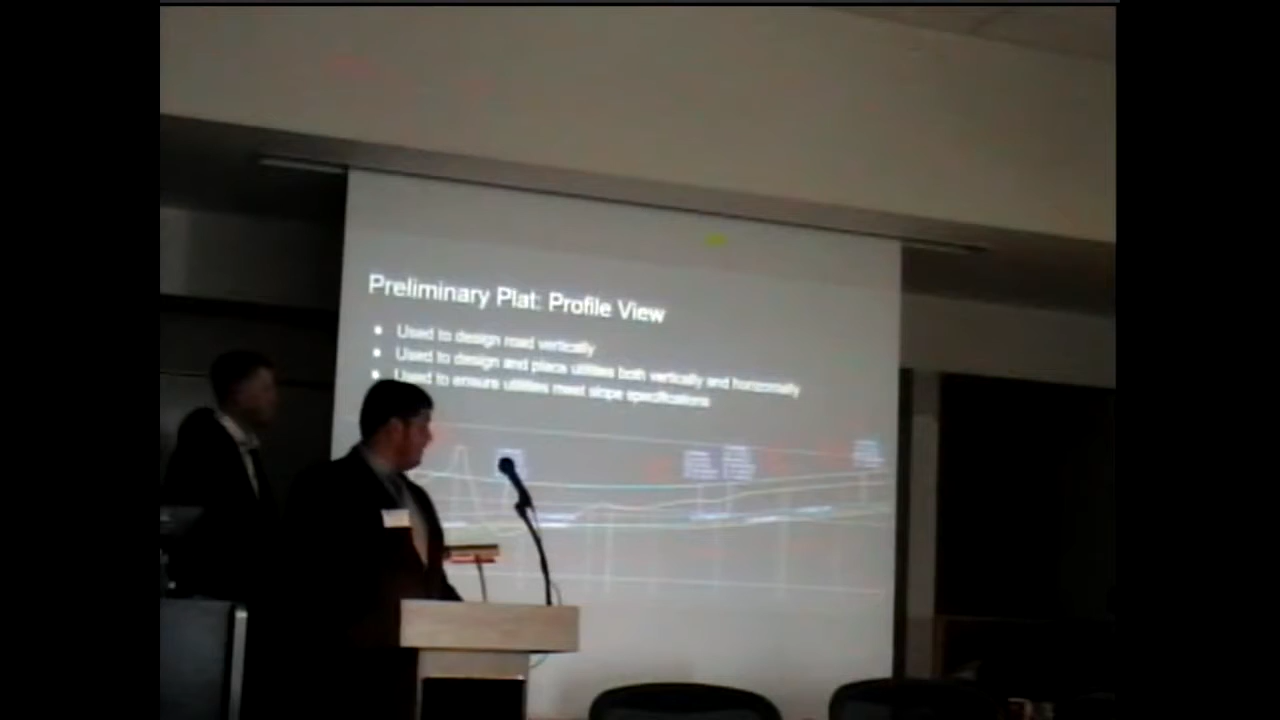 Preliminary Plat: Profile View
● Used to design road vertically
● Used to design and place utilities both vertically and horizontally
● Used to ensure utilities meet slope specifications